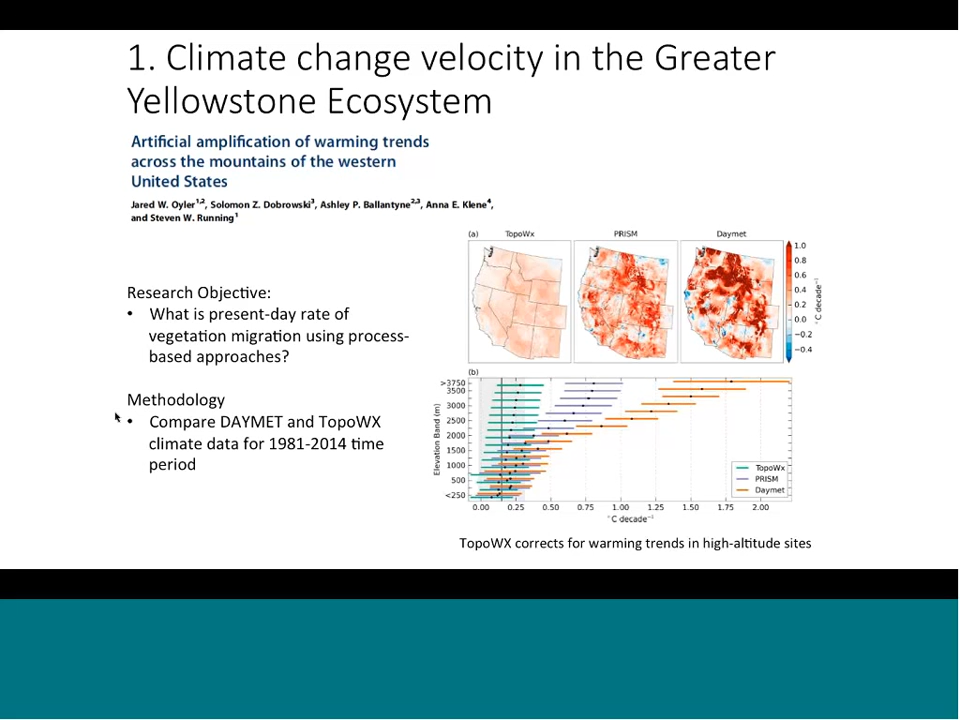 1. Climate change velocity in the Greater
Yellowstone Ecosystem
Artificial amplification of warming trends
across the mountains of the western
United States
Jared W. Oyler1,2, Solomon Z. Dobrowski3, Ashley P. Ballantyne2,3, Anna E. Klene4,
and Steven W. Running1
Research Objective:
• What is present-day rate of
vegetation migration using process-
based approaches?
Methodology
• Compare DAYMET and TopoWX
climate data for 1981-2014 time
period
(a) TopoWx PRISM Daymet
1.0
0.8
0.6
0.4
0.2
0.0
−0.2
−0.4
°C decade−1
(b)
Elevation Band (m)
>3750
3500
3000
2500
2000
1500
1000
500
<250
TopoWx
PRISM
Daymet
0.00 0.25 0.50 0.75 1.00 1.25 1.50 1.75 2.00
°C decade−1
TopoWX corrects for warming trends in high-altitude sites